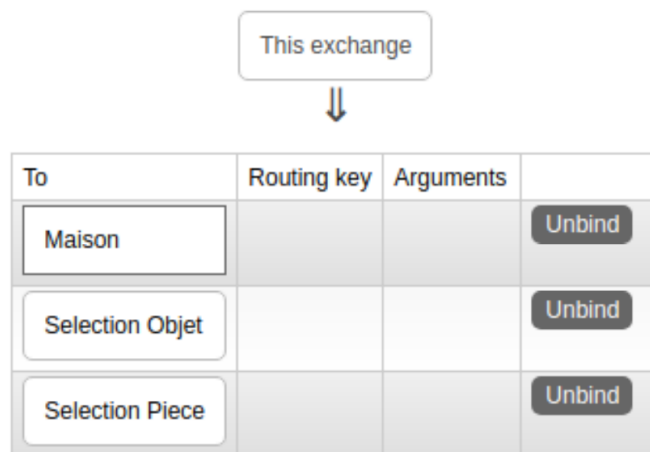 This exchange
To Routing key Arguments
Maison Unbind
Selection Objet Unbind
Selection Piece Unbind